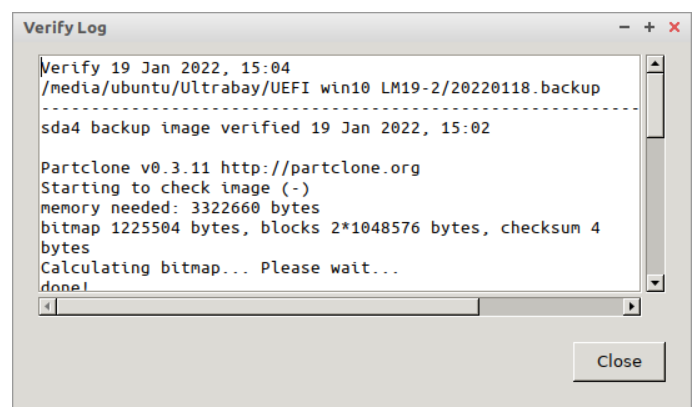 Verify Log
Verify 19 Jan 2022, 15:04
/media/ubuntu/Ultrabay/UEFI win10 LM19-2/20220118.backup
------------------------------------------------------------------
sda4 backup image verified 19 Jan 2022, 15:02
Partclone v0.3.11 http://partclone.org
Starting to check image (-)
memory needed: 3322660 bytes
bitmap 1225504 bytes, blocks 2*1048576 bytes, checksum 4
bytes
Calculating bitmap... Please wait...
done!
Close